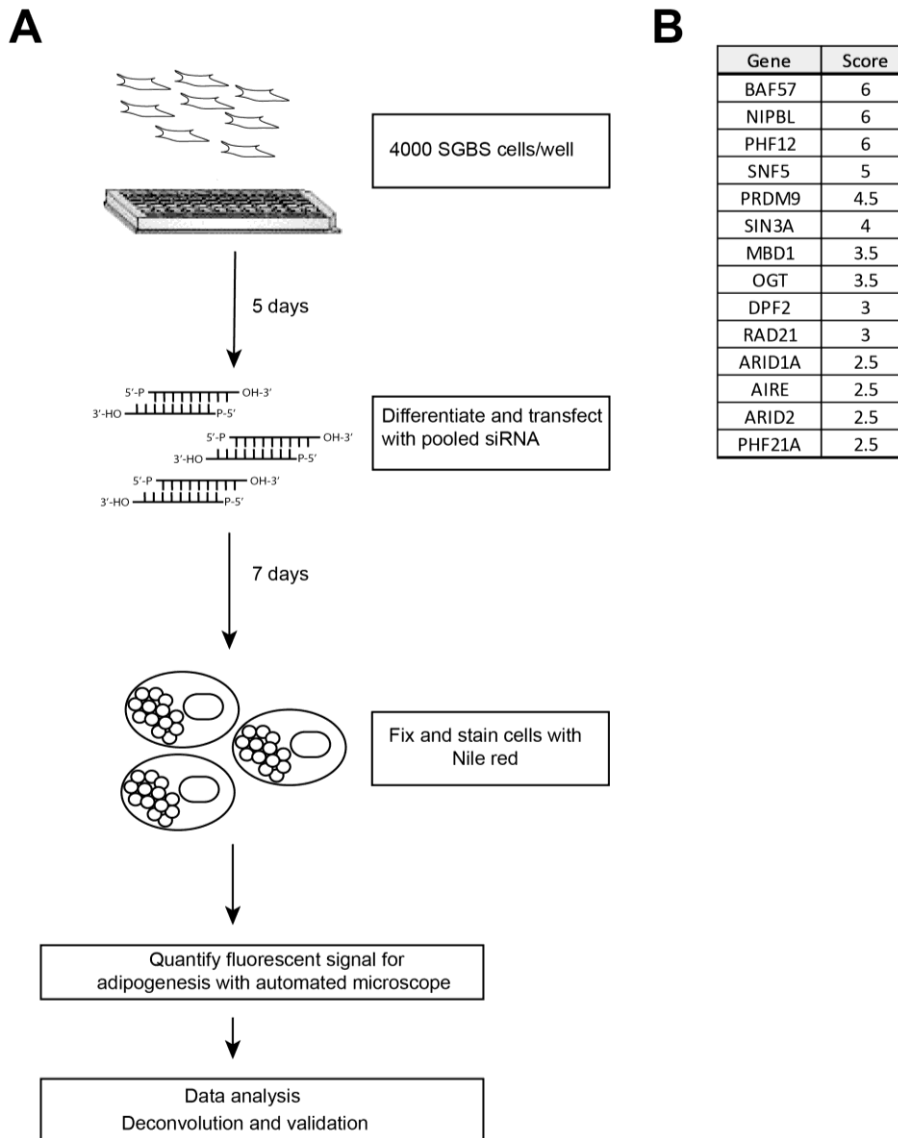 A
4000 SGBS cells/well
5 days
5'-P OH-3'
3'-HO P-5'
5'-P OH-3'
3'-HO P-5'
5'-P OH-3'
3'-HO P-5'
Differentiate and transfect
with pooled siRNA
7 days
Fix and stain cells with
Nile red
Quantify fluorescent signal for
adipogenesis with automated microscope
Data analysis
Deconvolution and validation
B
Gene Score
BAF57 6
NIPBL 6
PHF12 6
SNF5 5
PRDM9 4.5
SIN3A 4
MBD1 3.5
OGT 3.5
DPF2 3
RAD21 3
ARID1A 2.5
AIRE 2.5
ARID2 2.5
PHF21A 2.5